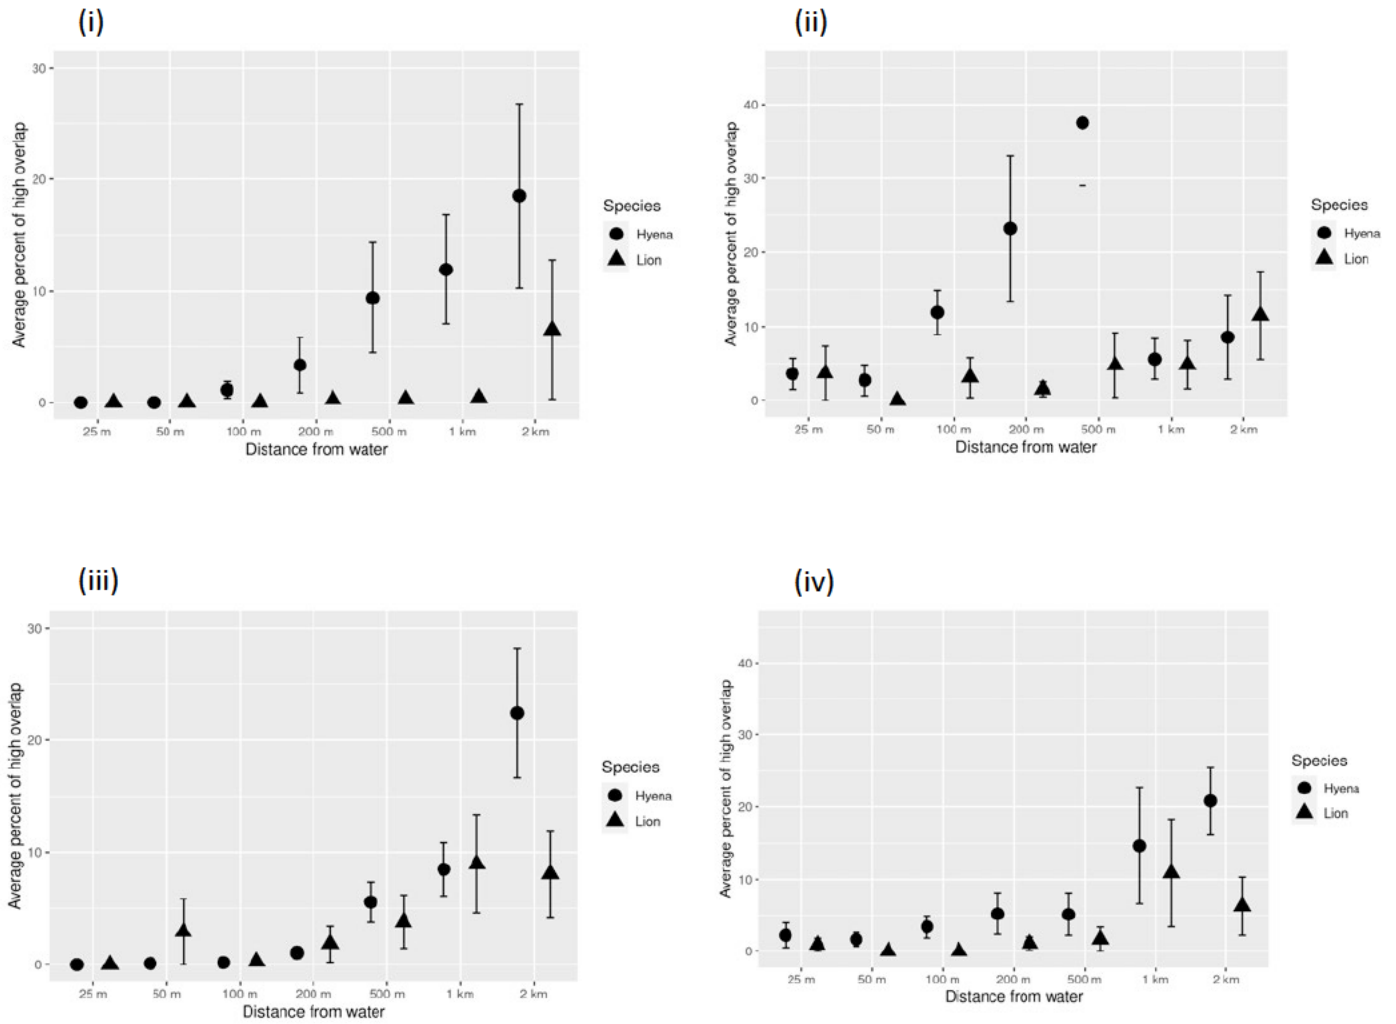 (i)
30
20
10
0
Average percent of high overlap
25 m 50 m 100 m 200 m 500 m 1 km 2 km
Distance from water
Species
Hyena
Lion
(ii)
40
30
20
10
0
Average percent of high overlap
25 m 50 m 100 m 200 m 500 m 1 km 2 km
Distance from water
Species
Hyena
Lion
(iii)
30
20
10
0
Average percent of high overlap
25 m 50 m 100 m 200 m 500 m 1 km 2 km
Distance from water
Species
Hyena
Lion
(iv)
40
30
20
10
0
Average percent of high overlap
25 m 50 m 100 m 200 m 500 m 1 km 2 km
Distance from water
Species
Hyena
Lion